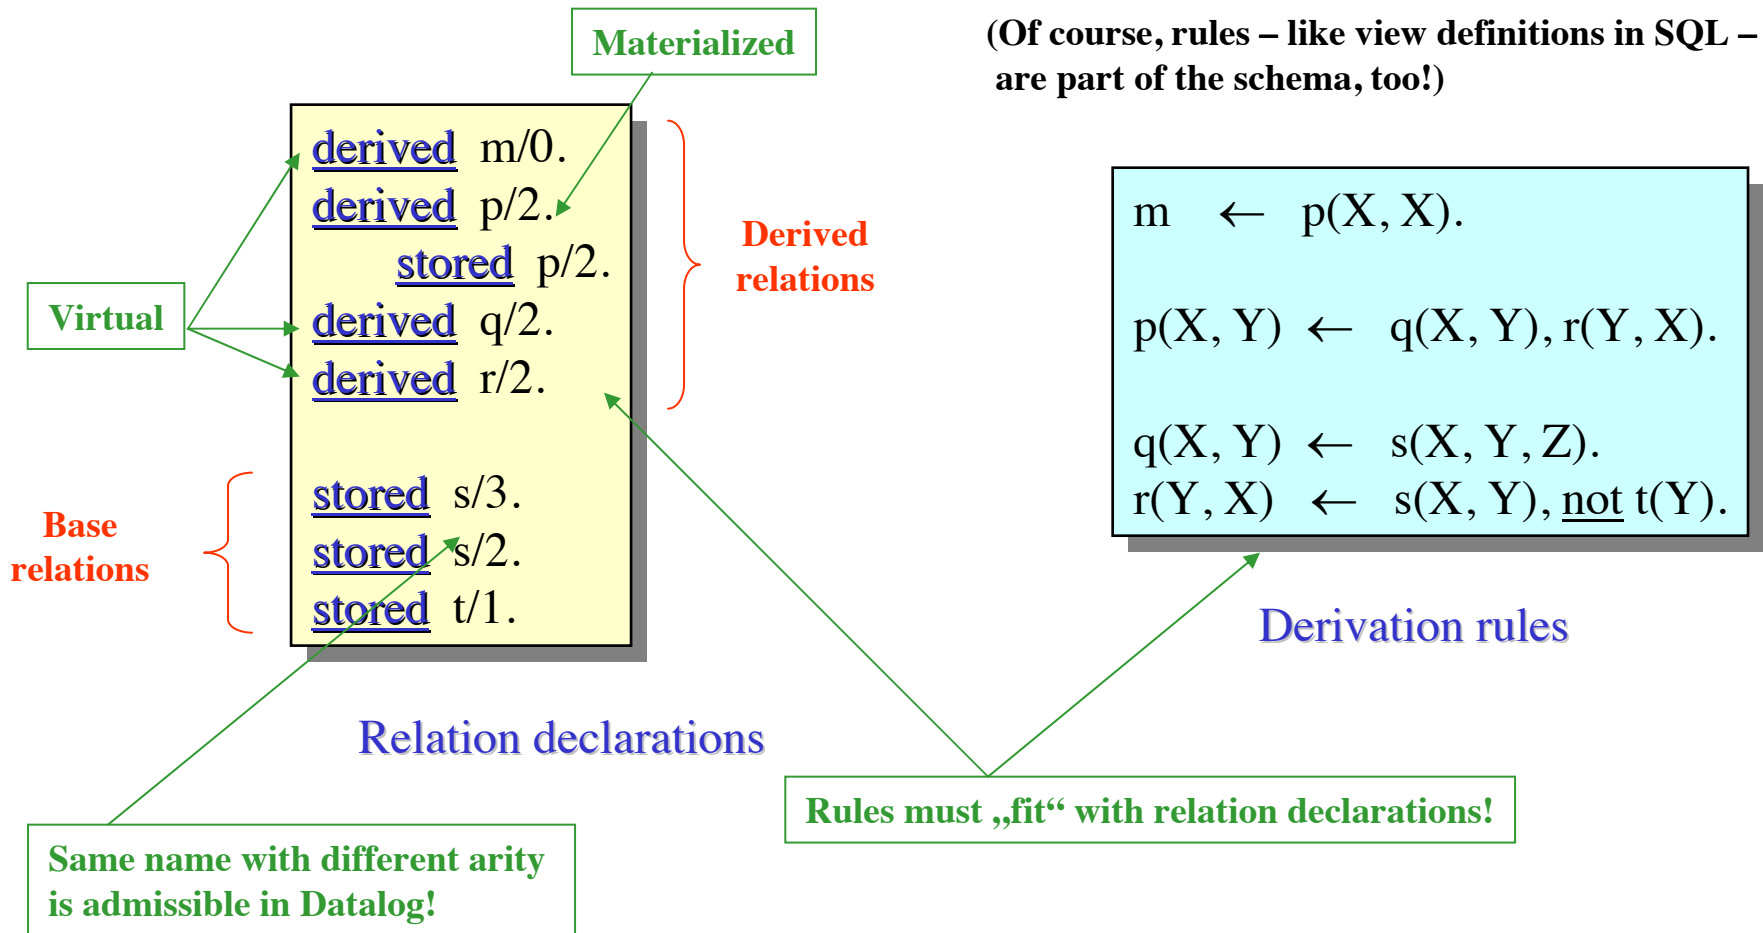 Materialized
(Of course, rules – like view definitions in SQL –
are part of the schema, too!)
derived m/0.
derived p/2.
stored p/2.
derived q/2.
derived r/2.
stored s/3.
stored s/2.
stored t/1.
Virtual
Derived
relations
Base
relations
m ← p(X, X).
p(X, Y) ← q(X, Y), r(Y, X).
q(X, Y) ← s(X, Y, Z).
r(Y, X) ← s(X, Y), not t(Y).
Derivation rules
Relation declarations
Rules must „fit“ with relation declarations!
Same name with different arity
is admissible in Datalog!